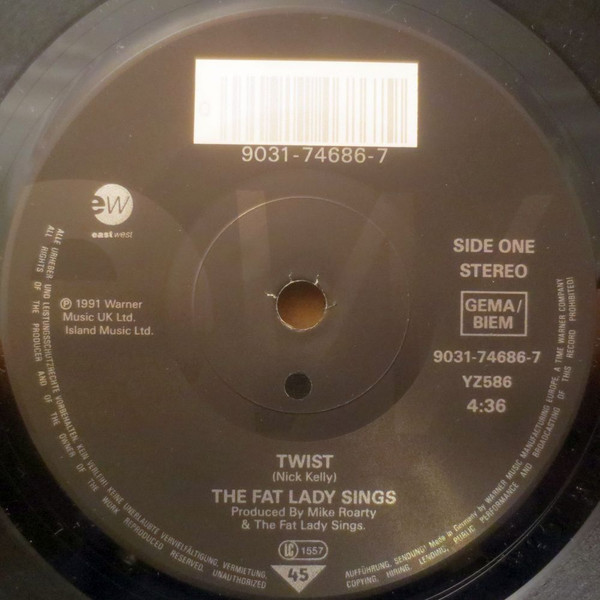 9031-74686-7
ew
eastwest
SIDE ONE
STEREO
℗ 1991 Warner
Music UK Ltd.
Island Music Ltd.
GEMA/
BIEM
9031-74686-7
YZ586
4:36
TWIST
(Nick Kelly)
THE FAT LADY SINGS
Produced By Mike Roarty
& The Fat Lady Sings.
LC 1557
45
ALLE URHEBER UND LEISTUNGSSCHUTZRECHTE VORBEHALTEN. KEIN VERLEIH! KEINE UNERLAUBTE VERVIELFÄLTIGUNG, VERMIETUNG,
AUFFÜHRUNG, SENDUNG! Made in Germany by WARNER MUSIC MANUFACTURING EUROPE, A TIME WARNER COMPANY
ALL RIGHTS OF THE PRODUCER AND OF THE OWNER OF THE WORK REPRODUCED RESERVED. UNAUTHORIZED
COPYING, HIRING, LENDING, PUBLIC PERFORMANCE AND BROADCASTING OF THIS RECORD PROHIBITED!